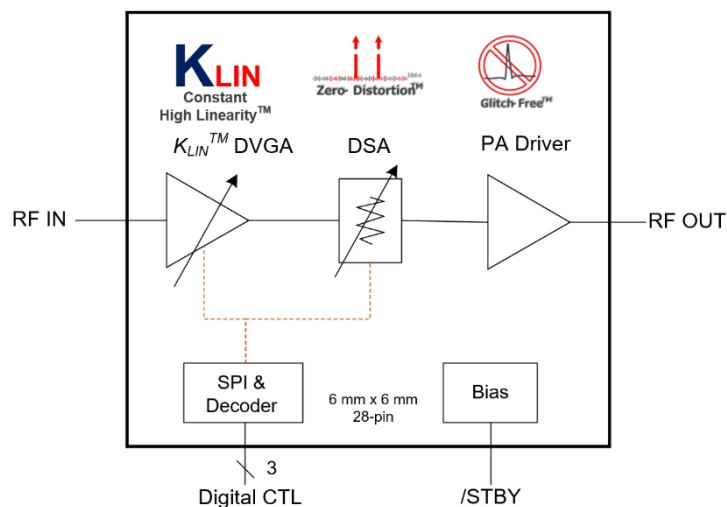 KLIN
Constant
High Linearity™
Zero-Distortion™
Glitch-Free™
KLIN™ DVGA
DSA
PA Driver
RF IN
RF OUT
SPI &
Decoder
6 mm x 6 mm
28-pin
Bias
3
Digital CTL
/STBY